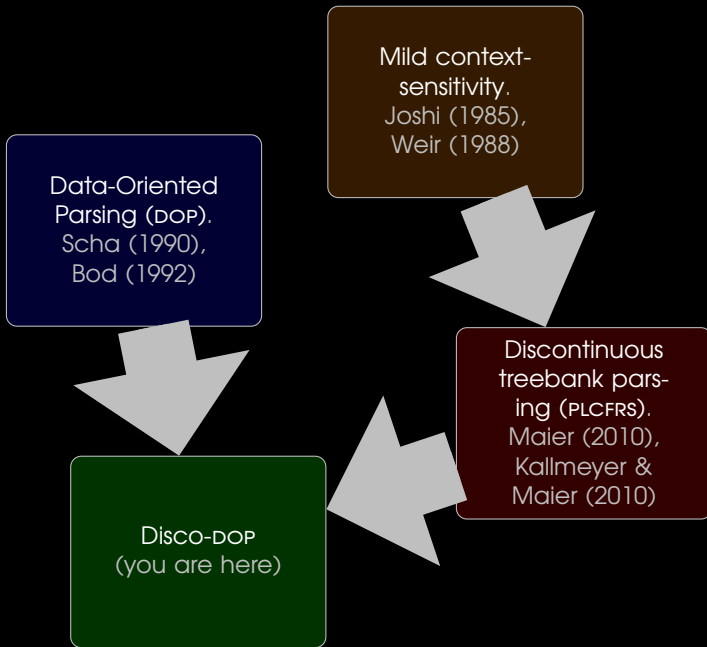 Mild context-
sensitivity.
Joshi (1985),
Weir (1988)
Data-Oriented
Parsing (DOP).
Scha (1990),
Bod (1992)
Discontinuous
treebank pars-
ing (PLCFRS).
Maier (2010),
Kallmeyer &
Maier (2010)
Disco-DOP
(you are here)